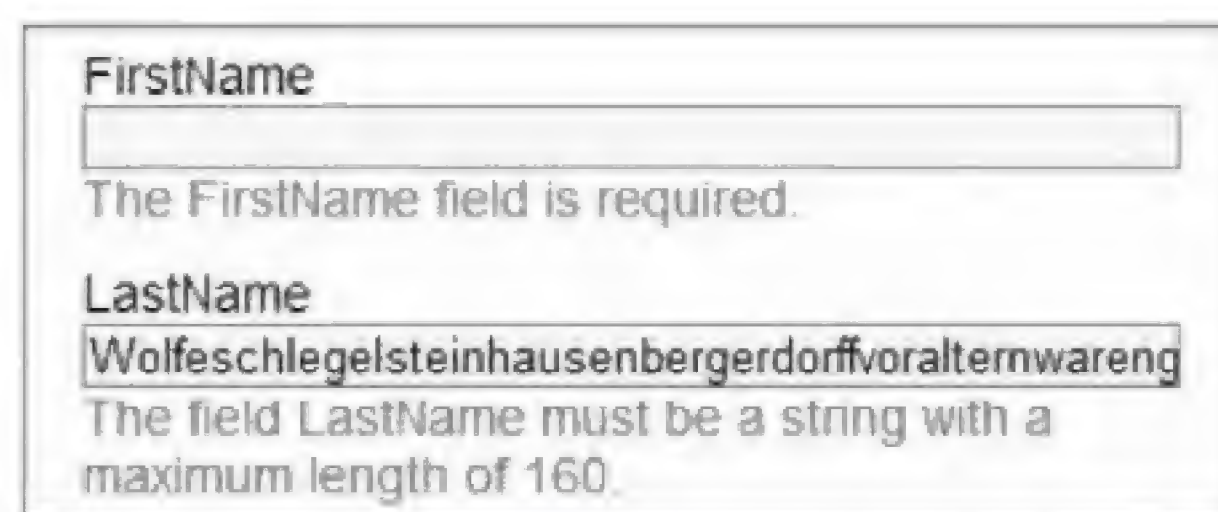 FirstName
The FirstName field is required.
LastName
Wolfeschlegelsteinhausenbergerdorffvoralternwareng
The field LastName must be a string with a
maximum length of 160.